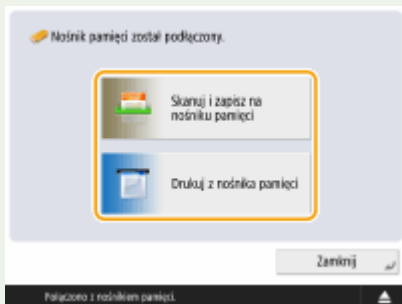 Nośnik pamięci został podłączony.
Skanuj i zapisz na
nośniku pamięci
Drukuj z nośnika pamięci
Zamknij
Połączono z nośnikiem pamięci.